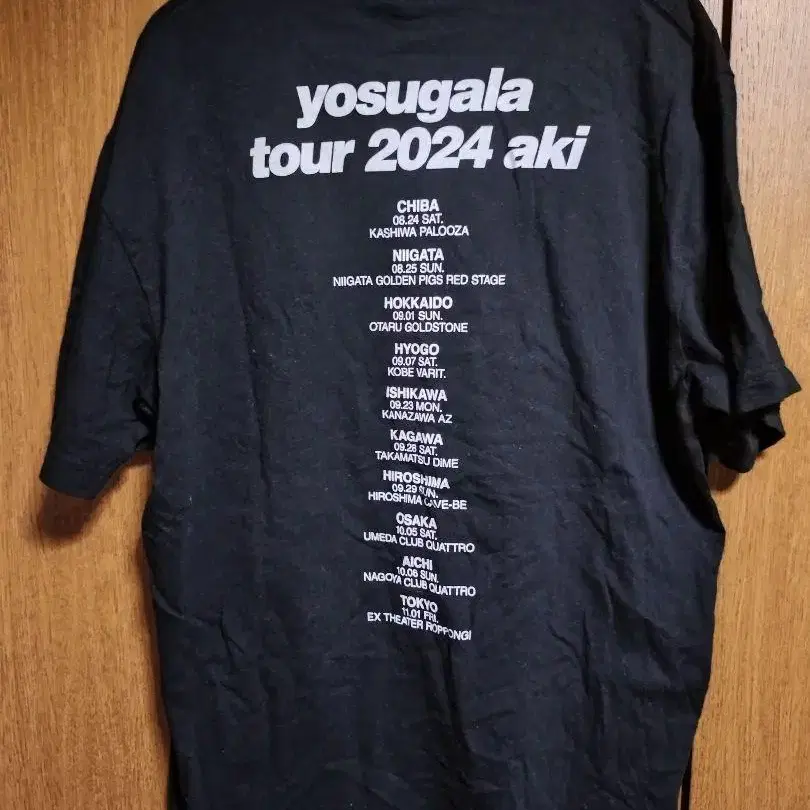 yosugala
tour 2024 aki
CHIBA
08.24 SAT.
KASHIWA PALOOZA
NIIGATA
08.25 SUN.
NIIGATA GOLDEN PIGS RED STAGE
HOKKAIDO
09.01 SUN.
OTARU GOLDSTONE
HYOGO
09.07 SAT.
KOBE VARIT.
ISHIKAWA
09.23 MON.
KANAZAWA AZ
KAGAWA
09.28 SAT.
TAKAMATSU DIME
HIROSHIMA
09.29 SUN.
HIROSHIMA CAVE-BE
OSAKA
10.05 SAT.
UMEDA CLUB QUATTRO
AICHI
10.06 SUN.
NAGOYA CLUB QUATTRO
TOKYO
11.01 FRI.
EX THEATER ROPPONGI